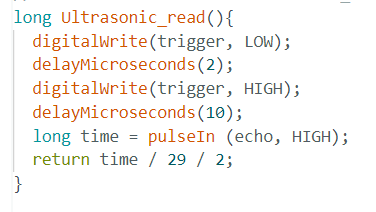 long Ultrasonic_read(){
digitalWrite(trigger, LOW);
delayMicroseconds(2);
digitalWrite(trigger, HIGH);
delayMicroseconds(10);
long time = pulseIn (echo, HIGH);
return time / 29 / 2;
}